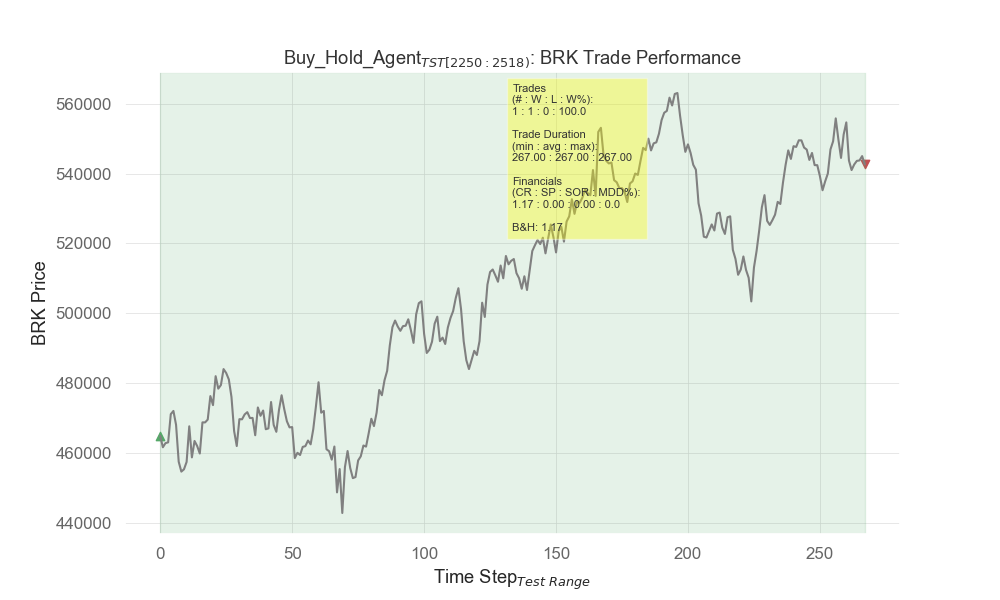 Buy_Hold_Agent TST[2250 : 2518): BRK Trade Performance
Trades
(# : W : L : W%):
1 : 1 : 0 : 100.0
Trade Duration
(min : avg : max):
267.00 : 267.00 : 267.00
Financials
(CR : SP : SOR : MDD%):
1.17 : 0.00 : 0.00 : 0.0
B&H: 1.17
BRK Price
560000
540000
520000
500000
480000
460000
440000
0 50 100 150 200 250
Time Step Test Range